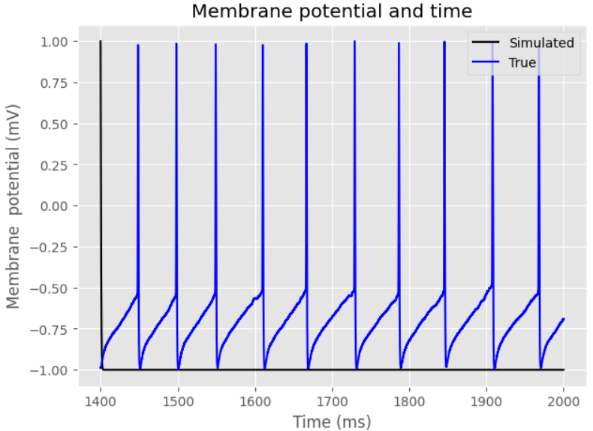 Membrane potential and time
Simulated
True
1.00
0.75
0.50
0.25
0.00
−0.25
−0.50
−0.75
−1.00
Membrane  potential (mV)
1400 1500 1600 1700 1800 1900 2000
Time (ms)